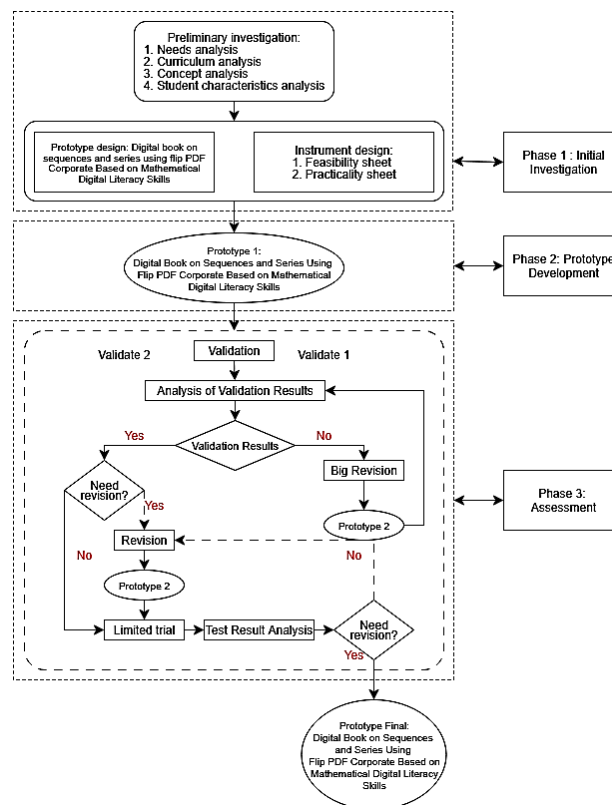 Preliminary investigation:
1. Needs analysis
2. Curriculum analysis
3. Concept analysis
4. Student characteristics analysis
Prototype design: Digital book on
sequences and series using flip PDF
Corporate Based on Mathematical
Digital Literacy Skills
Instrument design:
1. Feasibility sheet
2. Practicality sheet
Phase 1 : Initial
Investigation
Prototype 1:
Digital Book on Sequences and Series Using
Flip PDF Corporate Based on Mathematical
Digital Literacy Skills
Phase 2: Prototype
Development
Validate 2
Validation
Validate 1
Analysis of Validation Results
Yes
Validation Results
No
Need
revision?
Big Revision
Yes
Prototype 2
Phase 3:
Assessment
Revision
No
No
Prototype 2
Limited trial
Test Result Analysis
Need
revision?
Yes
Prototype Final:
Digital Book on Sequences
and Series Using
Flip PDF Corporate Based on
Mathematical Digital Literacy
Skills